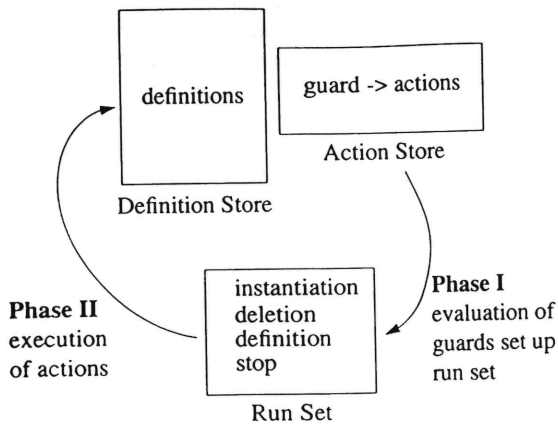 definitions
Definition Store
guard -> actions
Action Store
Phase I
evaluation of
guards set up
run set
instantiation
deletion
definition
stop
Run Set
Phase II
execution
of actions